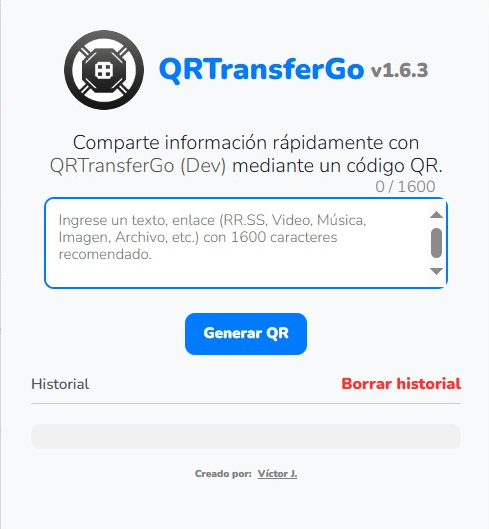 QRTransferGo v1.6.3
Comparte información rápidamente con
QRTransferGo (Dev) mediante un código QR.
0 / 1600
Ingrese un texto, enlace (RR.SS, Video, Música,
Imagen, Archivo, etc.) con 1600 caracteres
recomendado.
Generar QR
Historial Borrar historial
Creado por: Víctor J.